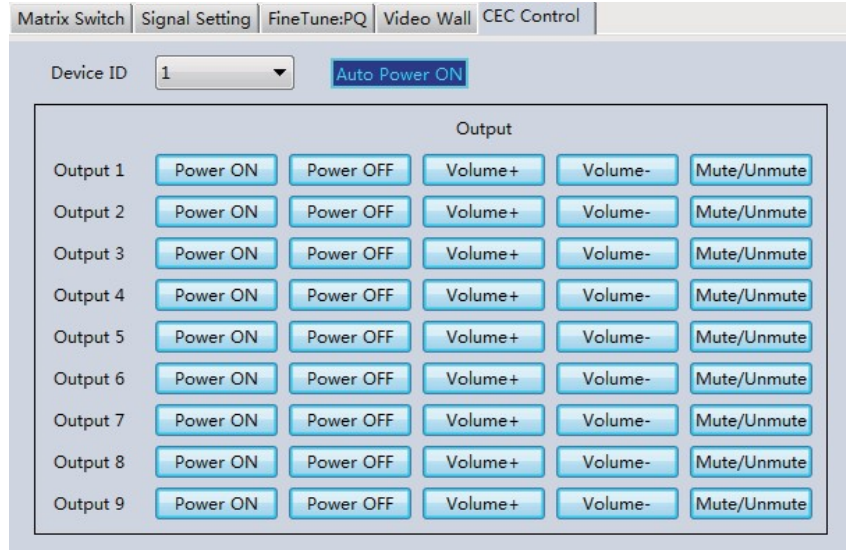 Matrix Switch Signal Setting FineTune:PQ Video Wall CEC Control
Device ID 1 Auto Power ON
Output
Output 1 Power ON Power OFF Volume+ Volume- Mute/Unmute
Output 2 Power ON Power OFF Volume+ Volume- Mute/Unmute
Output 3 Power ON Power OFF Volume+ Volume- Mute/Unmute
Output 4 Power ON Power OFF Volume+ Volume- Mute/Unmute
Output 5 Power ON Power OFF Volume+ Volume- Mute/Unmute
Output 6 Power ON Power OFF Volume+ Volume- Mute/Unmute
Output 7 Power ON Power OFF Volume+ Volume- Mute/Unmute
Output 8 Power ON Power OFF Volume+ Volume- Mute/Unmute
Output 9 Power ON Power OFF Volume+ Volume- Mute/Unmute